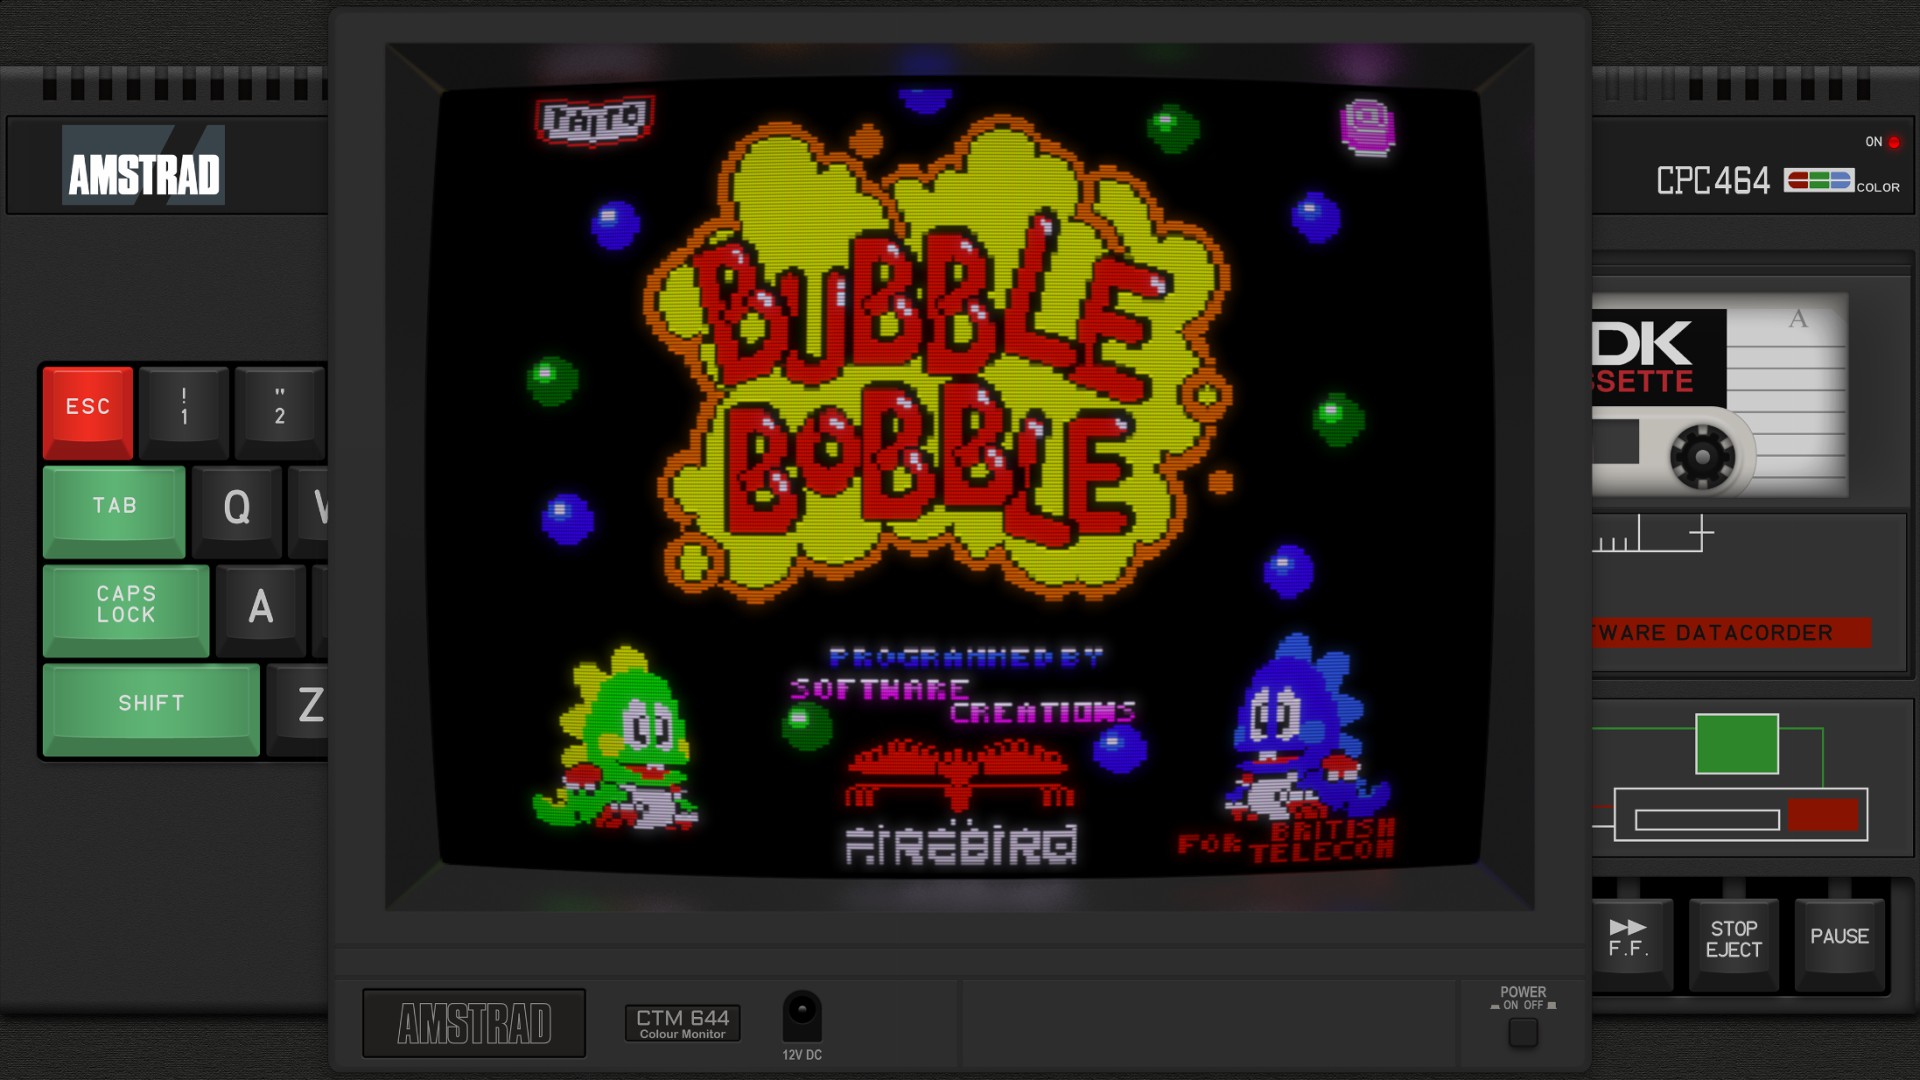 AMSTRAD
ESC
!
1
"
2
TAB
Q
CAPS
LOCK
A
SHIFT
Z
TAITO
BUBBLE
BOBBLE
PROGRAMMED BY
SOFTWARE
CREATIONS
FIREBIRD
FOR BRITISH
TELECOM
AMSTRAD
CTM 644
Colour Monitor
12V DC
POWER
ON OFF
ON
CPC464
COLOR
A
DK
SSETTE
WARE DATACORDER
F.F.
STOP
EJECT
PAUSE